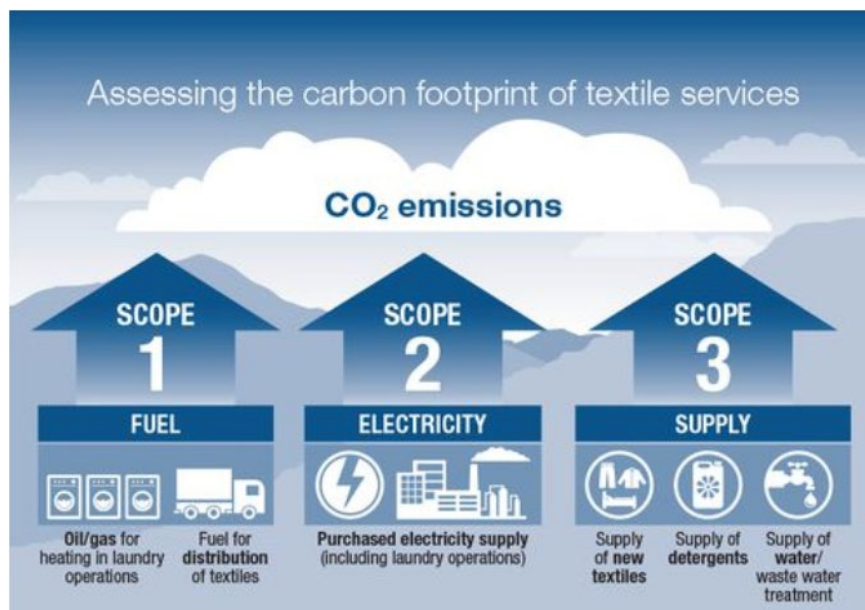 Assessing the carbon footprint of textile services
CO₂ emissions
SCOPE
1
SCOPE
2
SCOPE
3
FUEL
ELECTRICITY
SUPPLY
Oil/gas for
heating in laundry
operations
Fuel for
distribution
of textiles
Purchased electricity supply
(including laundry operations)
Supply
of new
textiles
Supply of
detergents
Supply of
water/
waste water
treatment